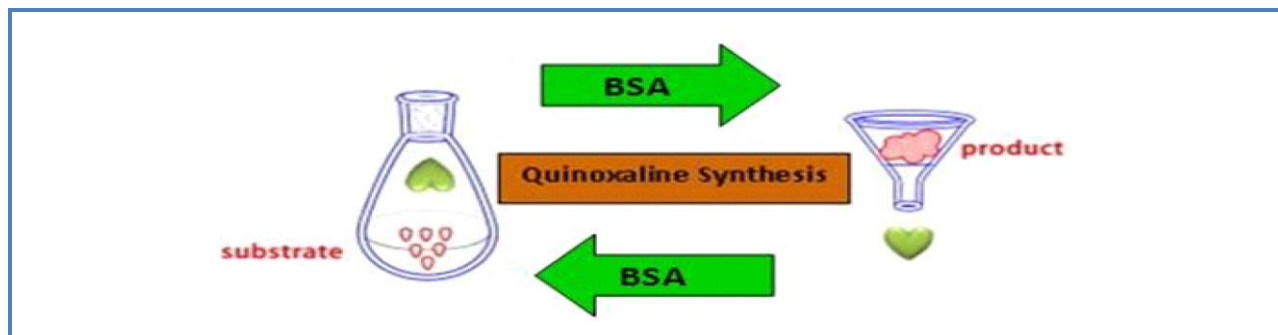 BSA
Quinoxaline Synthesis
product
substrate
BSA